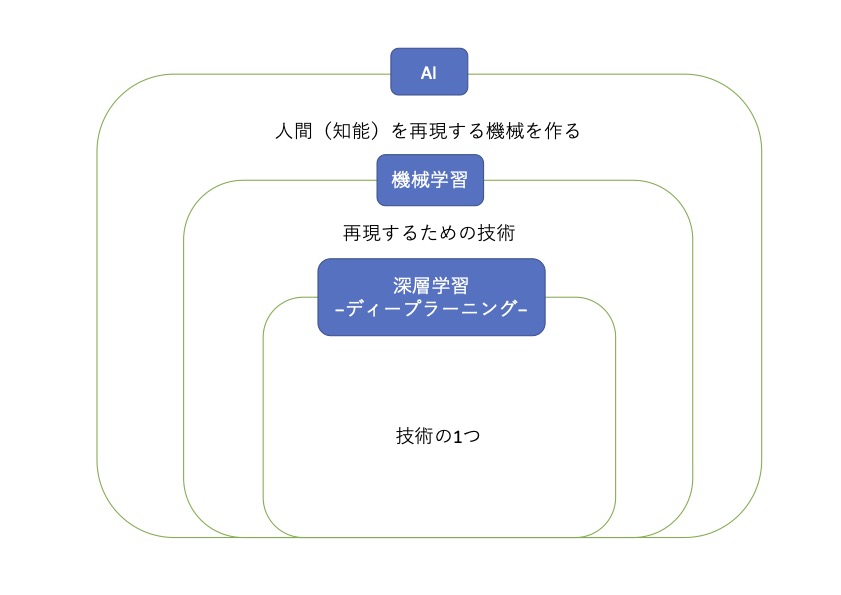 AI
人間（知能）を再現する機械を作る
機械学習
再現するための技術
深層学習
–ディープラーニング–
技術の1つ